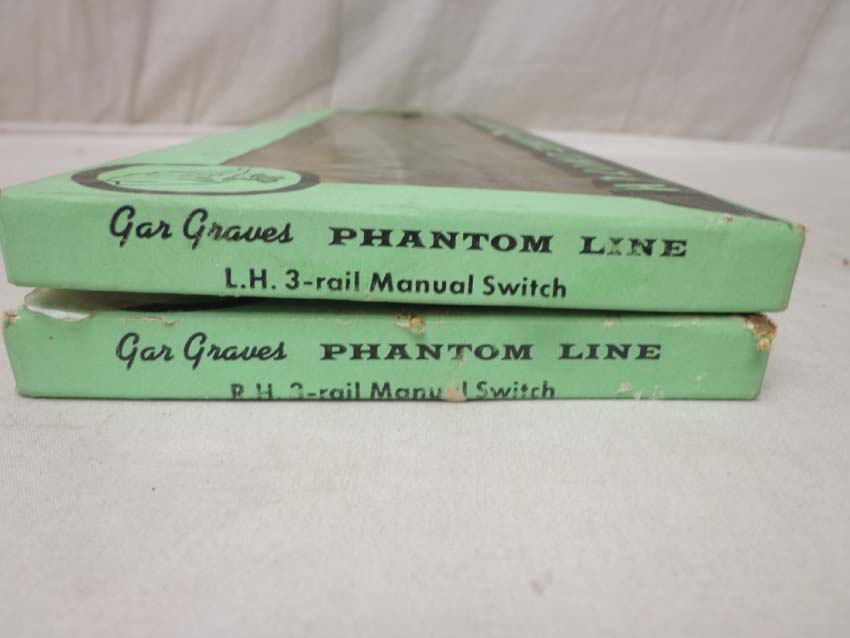 Gar Graves PHANTOM LINE
L.H. 3-rail Manual Switch
Gar Graves PHANTOM LINE
R.H. 3-rail Manual Switch